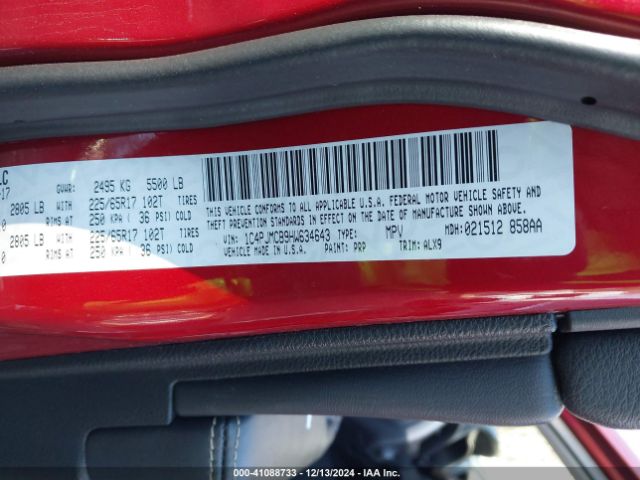 LC
-17 GVWR: 2495 KG 5500 LB
2805 LB WITH 225/65R17 102T TIRES
0 RIMS AT 250 KPA ( 36 PSI) COLD
2805 LB WITH 225/65R17 102T TIRES
0 RIMS AT 250 KPA ( 36 PSI) COLD
THIS VEHICLE CONFORMS TO ALL APPLICABLE U.S.A. FEDERAL MOTOR VEHICLE SAFETY AND
THEFT PREVENTION STANDARDS IN EFFECT ON THE DATE OF MANUFACTURE SHOWN ABOVE.
VIN: 1C4PJMCB9HW634643 TYPE: MPV MDH: 021512 858AA
VEHICLE MADE IN U.S.A. PAINT: PRP TRIM: ALX9
000-41088733 - 12/13/2024 - IAA Inc.